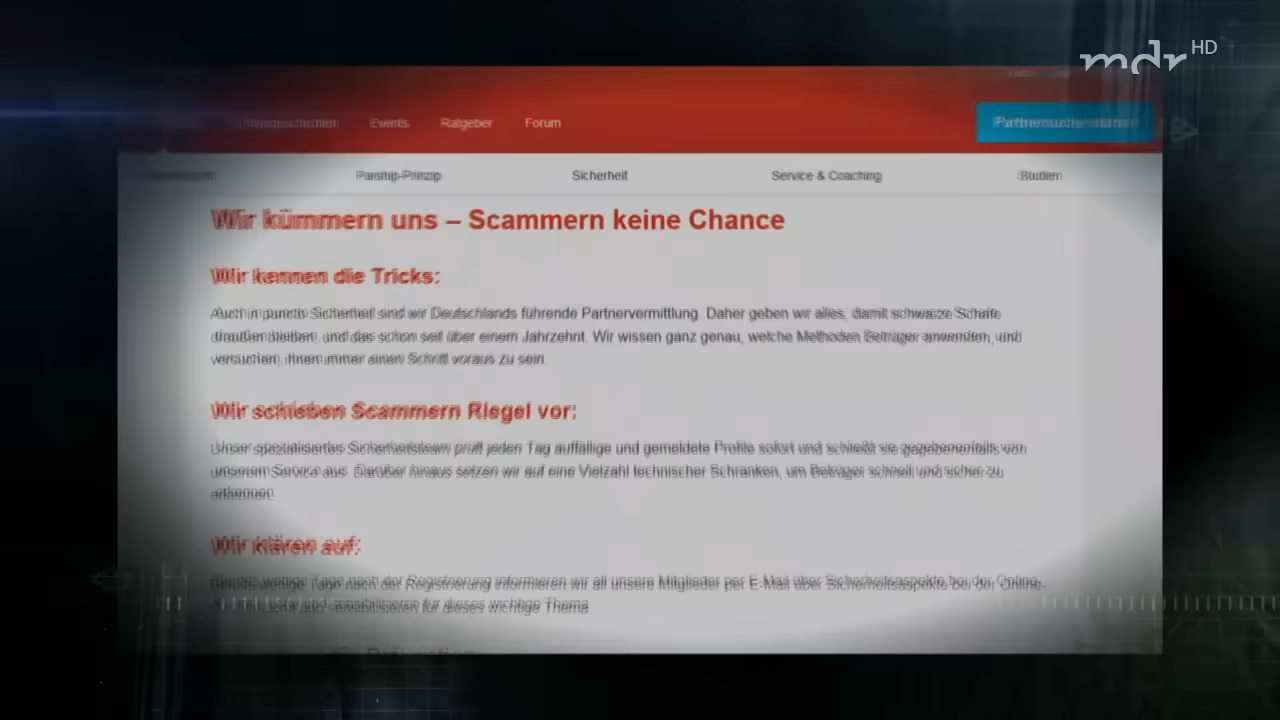 mdr HD
Events Ratgeber Forum
Parship-Prinzip Sicherheit Service & Coaching Studien
Wir kümmern uns – Scammern keine Chance
Wir kennen die Tricks:
Auch in puncto Sicherheit sind wir Deutschlands führende Partnervermittlung. Daher geben wir alles, damit schwarze Schafe
draußen bleiben, und das schon seit über einem Jahrzehnt. Wir wissen ganz genau, welche Methoden Betrüger anwenden, und
versuchen, ihnen immer einen Schritt voraus zu sein.
Wir schieben Scammern Riegel vor:
Unser spezialisiertes Sicherheitsteam prüft jeden Tag auffällige und gemeldete Profile sofort und schließt sie gegebenenfalls von
unserem Service aus. Darüber hinaus setzen wir auf eine Vielzahl technischer Schranken, um Betrüger schnell und sicher zu
erkennen.
Wir klären auf:
Bereits wenige Tage nach der Registrierung informieren wir all unsere Mitglieder per E-Mail über Sicherheitsaspekte bei der Online-
und sensibilisieren für dieses wichtige Thema